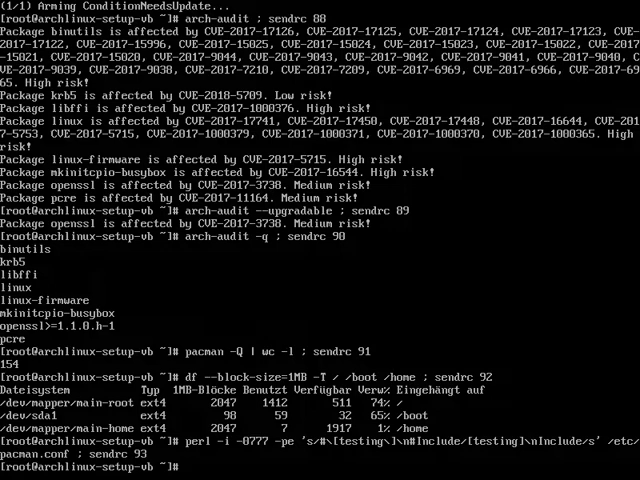 (1/1) Arming ConditionNeedsUpdate...
[root@archlinux-setup-vb ~]# arch-audit ; sendrc 88
Package binutils is affected by CVE-2017-17126, CVE-2017-17125, CVE-2017-17124, CVE-2017-17123, CVE-
2017-17122, CVE-2017-15996, CVE-2017-15025, CVE-2017-15024, CVE-2017-15023, CVE-2017-15022, CVE-2017
-15021, CVE-2017-15020, CVE-2017-9044, CVE-2017-9043, CVE-2017-9042, CVE-2017-9041, CVE-2017-9040, C
VE-2017-9039, CVE-2017-9038, CVE-2017-7210, CVE-2017-7209, CVE-2017-6969, CVE-2017-6966, CVE-2017-69
65. High risk!
Package krb5 is affected by CVE-2018-5709. Low risk!
Package libffi is affected by CVE-2017-1000376. High risk!
Package linux is affected by CVE-2017-17741, CVE-2017-17450, CVE-2017-17448, CVE-2017-16644, CVE-201
7-5753, CVE-2017-5715, CVE-2017-1000379, CVE-2017-1000371, CVE-2017-1000370, CVE-2017-1000365. High
risk!
Package linux-firmware is affected by CVE-2017-5715. High risk!
Package mkinitcpio-busybox is affected by CVE-2017-16544. High risk!
Package openssl is affected by CVE-2017-3738. Medium risk!
Package pcre is affected by CVE-2017-11164. Medium risk!
[root@archlinux-setup-vb ~]# arch-audit --upgradable ; sendrc 89
Package openssl is affected by CVE-2017-3738. Medium risk!
[root@archlinux-setup-vb ~]# arch-audit -q ; sendrc 90
binutils
krb5
libffi
linux
linux-firmware
mkinitcpio-busybox
openssl>=1.1.0.h-1
pcre
[root@archlinux-setup-vb ~]# pacman -Q | wc -l ; sendrc 91
154
[root@archlinux-setup-vb ~]# df --block-size=1MB -T / /boot /home ; sendrc 92
Dateisystem Typ 1MB-Blöcke Benutzt Verfügbar Verw% Eingehängt auf
/dev/mapper/main-root ext4 2047 1412 511 74% /
/dev/sda1 ext4 98 59 32 65% /boot
/dev/mapper/main-home ext4 2047 7 1917 1% /home
[root@archlinux-setup-vb ~]# perl -i -0777 -pe 's/#\[testing\]\n#Include/[testing]\nInclude/s' /etc/
pacman.conf ; sendrc 93
[root@archlinux-setup-vb ~]#